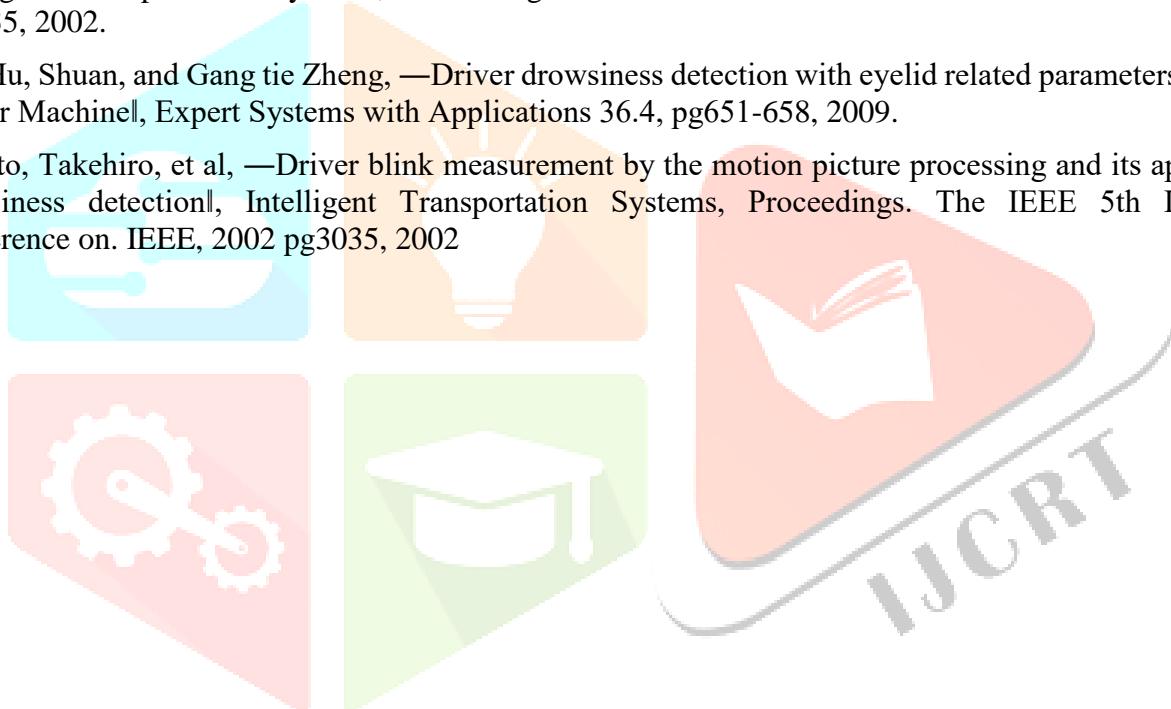 5, 2002.
Hu, Shuan, and Gang tie Zheng, ―Driver drowsiness detection with eyelid related parameters
r Machine‖, Expert Systems with Applications 36.4, pg651-658, 2009.
to, Takehiro, et al, ―Driver blink measurement by the motion picture processing and its ap
iness detection‖, Intelligent Transportation Systems, Proceedings. The IEEE 5th I
rence on. IEEE, 2002 pg3035, 2002
IJCRT